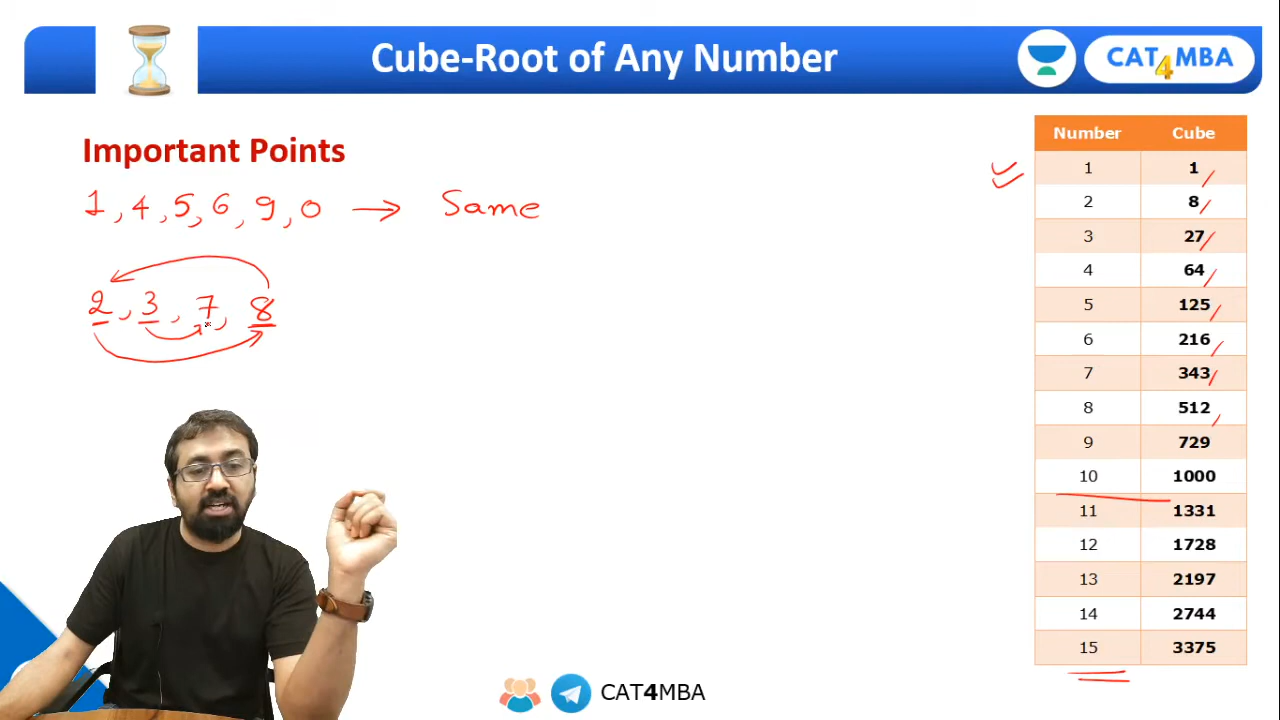 Cube-Root of Any Number
CAT4MBA
Important Points
1, 4, 5, 6, 9, 0 → Same
2, 3, 7, 8
Number Cube
1 1
2 8
3 27
4 64
5 125
6 216
7 343
8 512
9 729
10 1000
11 1331
12 1728
13 2197
14 2744
15 3375
CAT4MBA